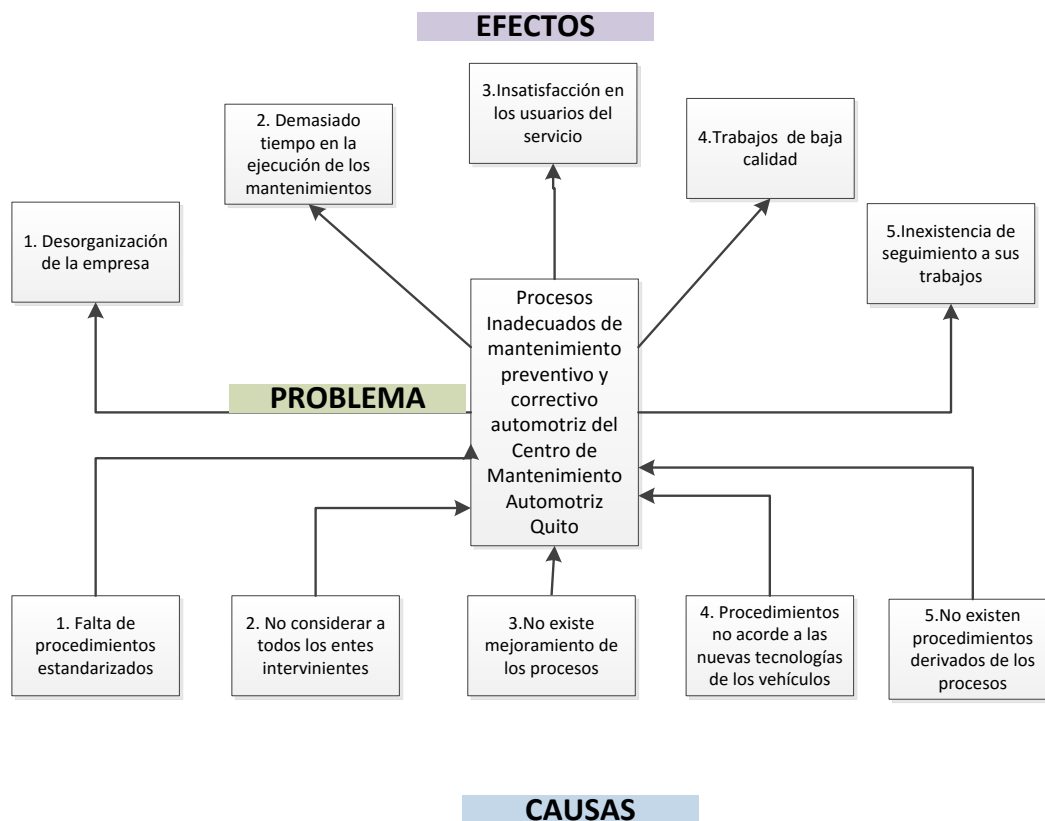 EFECTOS
3.Insatisfacción en
los usuarios del
servicio
2. Demasiado
tiempo en la
ejecución de los
mantenimientos
4.Trabajos de baja
calidad
1. Desorganización
de la empresa
5.Inexistencia de
seguimiento a sus
trabajos
PROBLEMA
Procesos
Inadecuados de
mantenimiento
preventivo y
correctivo
automotriz del
Centro de
Mantenimiento
Automotriz
Quito
1. Falta de
procedimientos
estandarizados
2. No considerar a
todos los entes
intervinientes
3.No existe
mejoramiento de
los procesos
4. Procedimientos
no acorde a las
nuevas tecnologías
de los vehículos
5.No existen
procedimientos
derivados de los
procesos
CAUSAS